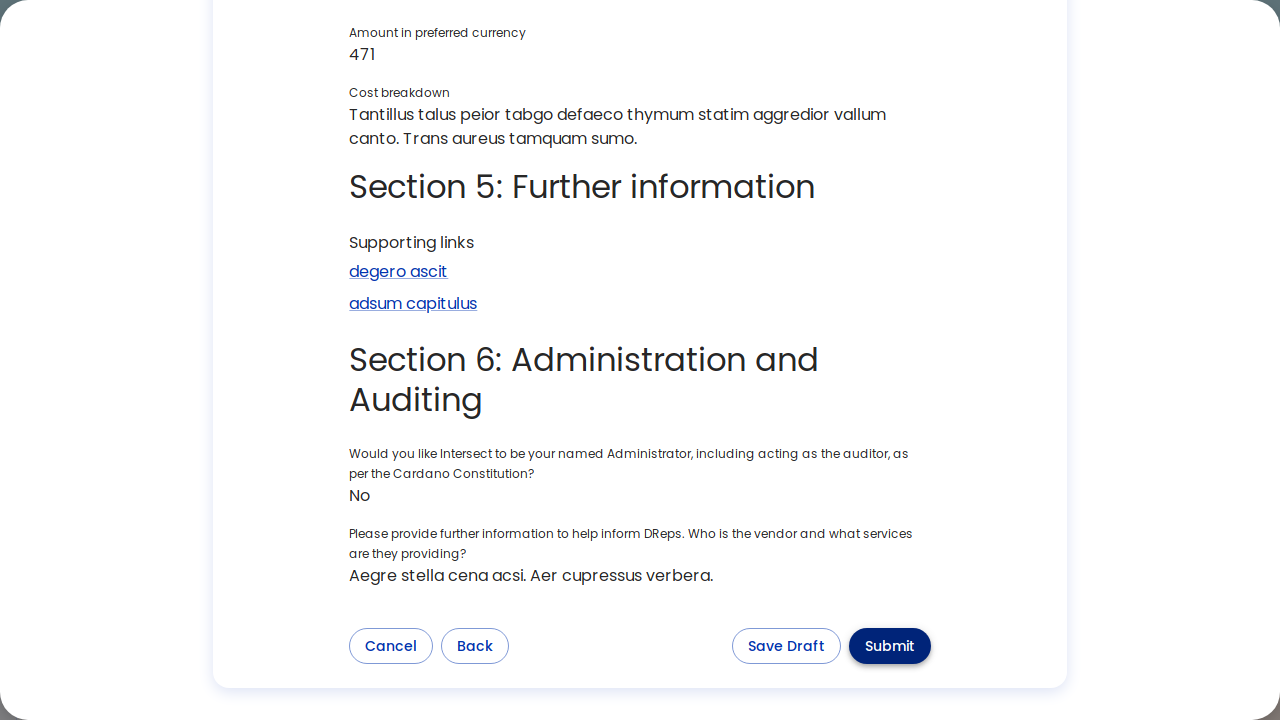 Amount in preferred currency
471
Cost breakdown
Tantillus talus peior tabgo defaeco thymum statim aggredior vallum
canto. Trans aureus tamquam sumo.
Section 5: Further information
Supporting links
degero ascit
adsum capitulus
Section 6: Administration and
Auditing
Would you like Intersect to be your named Administrator, including acting as the auditor, as
per the Cardano Constitution?
No
Please provide further information to help inform DReps. Who is the vendor and what services
are they providing?
Aegre stella cena acsi. Aer cupressus verbera.
Cancel Back Save Draft Submit